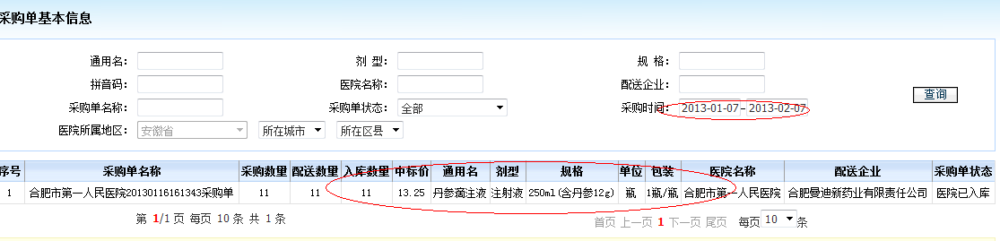 采购单基本信息
通用名： 剂 型： 规 格：
拼音码： 医院名称： 配送企业：
查询
采购单名称： 采购单状态： 全部 采购时间： 2013-01-07 - 2013-02-07
医院所属地区： 安徽省 所在城市 所在区县
序号 采购单名称 采购数量 配送数量 入库数量 中标价 通用名 剂型 规格 单位 包装 医院名称 配送企业 采购单状态
1 合肥市第一人民医院20130116161343采购单 11 11 11 13.25 丹参滴注液 注射液 250ml(含丹参12g) 瓶 1瓶/瓶 合肥市第一人民医院 合肥曼迪新药业有限责任公司 医院已入库
第 1/1 页 每页 10 条 共 1 条 首页 上一页 1 下一页 尾页 每页 10 条